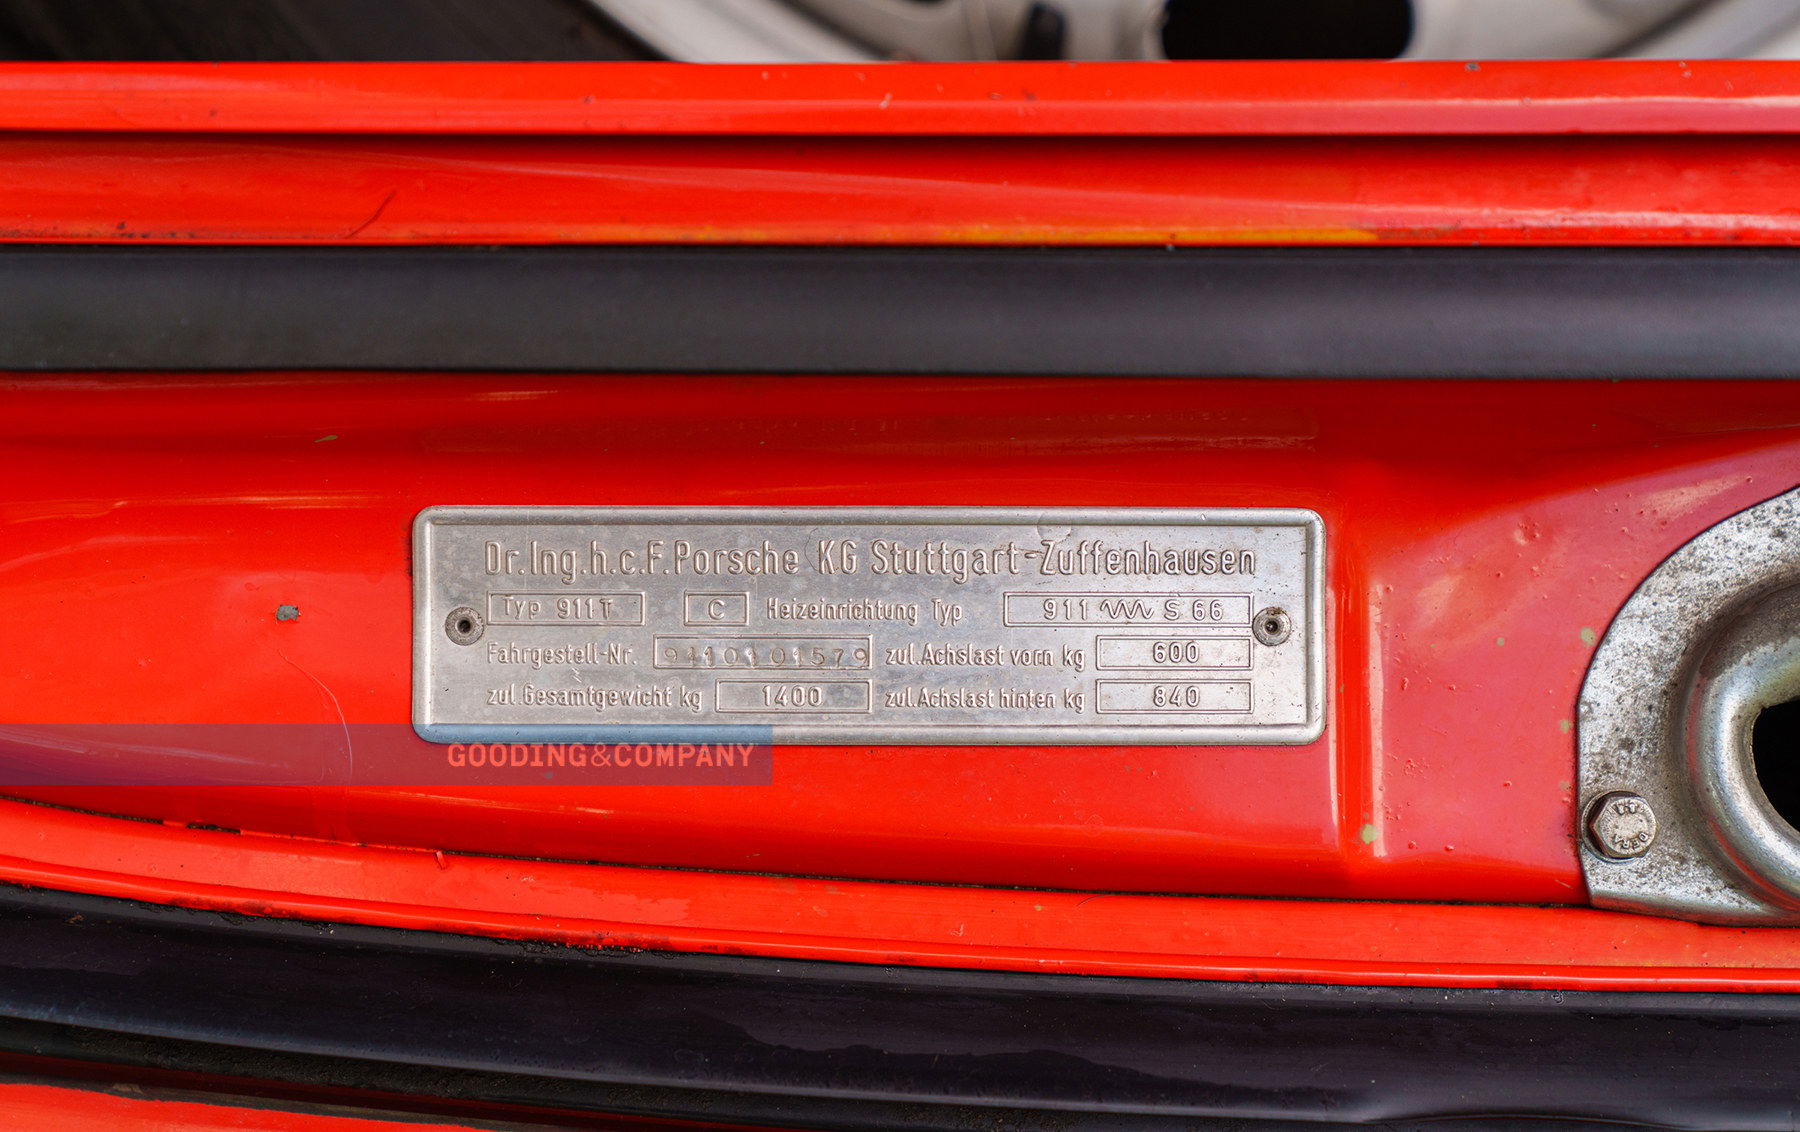 Dr.Ing.h.c.F.Porsche KG Stuttgart-Zuffenhausen
Typ 911T C Heizeinrichtung Typ 911 S 66
Fahrgestell-Nr. 9110101579 zul.Achslast vorn kg 600
zul.Gesamtgewicht kg 1400 zul.Achslast hinten kg 840
GOODING&COMPANY